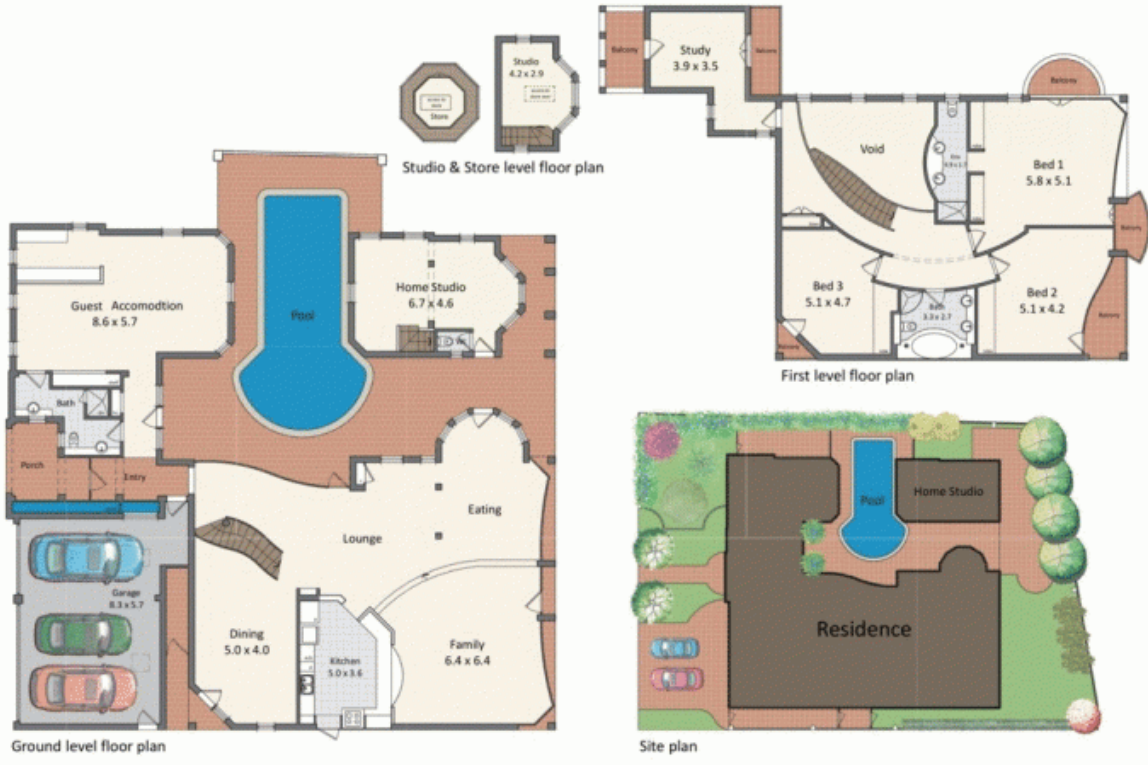 Studio
4.2 x 2.9
Store
Studio & Store level floor plan
Balcony
Study
3.9 x 3.5
Balcony
Balcony
Void
Bed 1
5.8 x 5.1
Balcony
Bed 3
5.1 x 4.7
Bath
3.3 x 2.7
Bed 2
5.1 x 4.2
Balcony
Balcony
First level floor plan
Guest Accomodtion
8.6 x 5.7
Pool
Home Studio
6.7 x 4.6
Bath
Porch
Entry
Eating
Lounge
Garage
8.3 x 5.7
Dining
5.0 x 4.0
Kitchen
5.0 x 3.6
Family
6.4 x 6.4
Ground level floor plan
Pool
Home Studio
Residence
Site plan